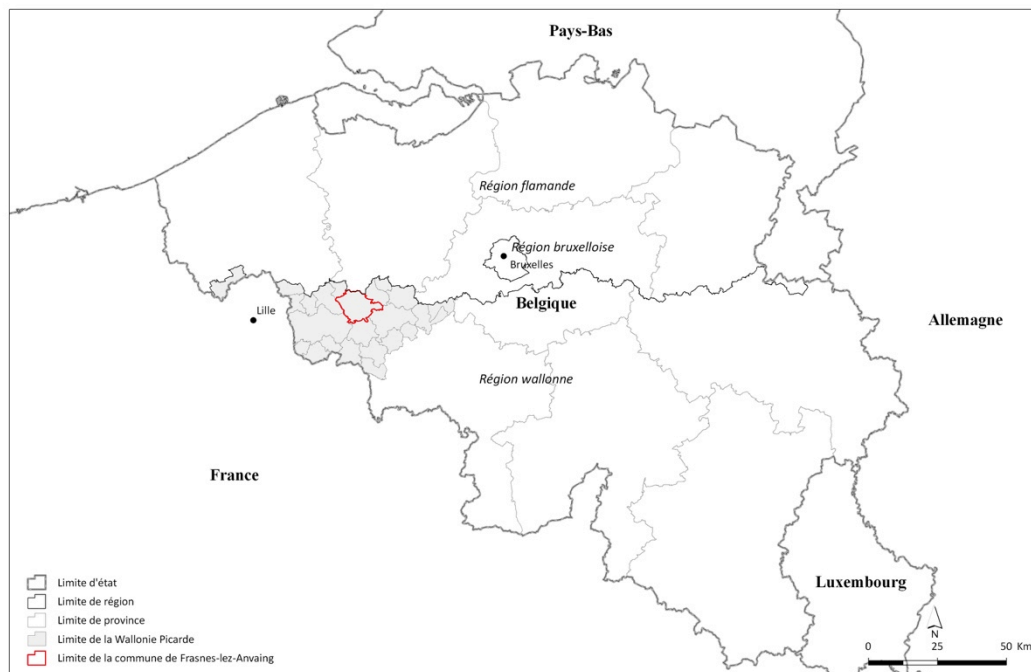 Pays-Bas
Région flamande
Région bruxelloise
Bruxelles
Belgique
Lille
Allemagne
Région wallonne
France
Luxembourg
Limite d'état
Limite de région
Limite de province
Limite de la Wallonie Picarde
Limite de la commune de Frasnes-lez-Anvaing
N
0 25 50 Km